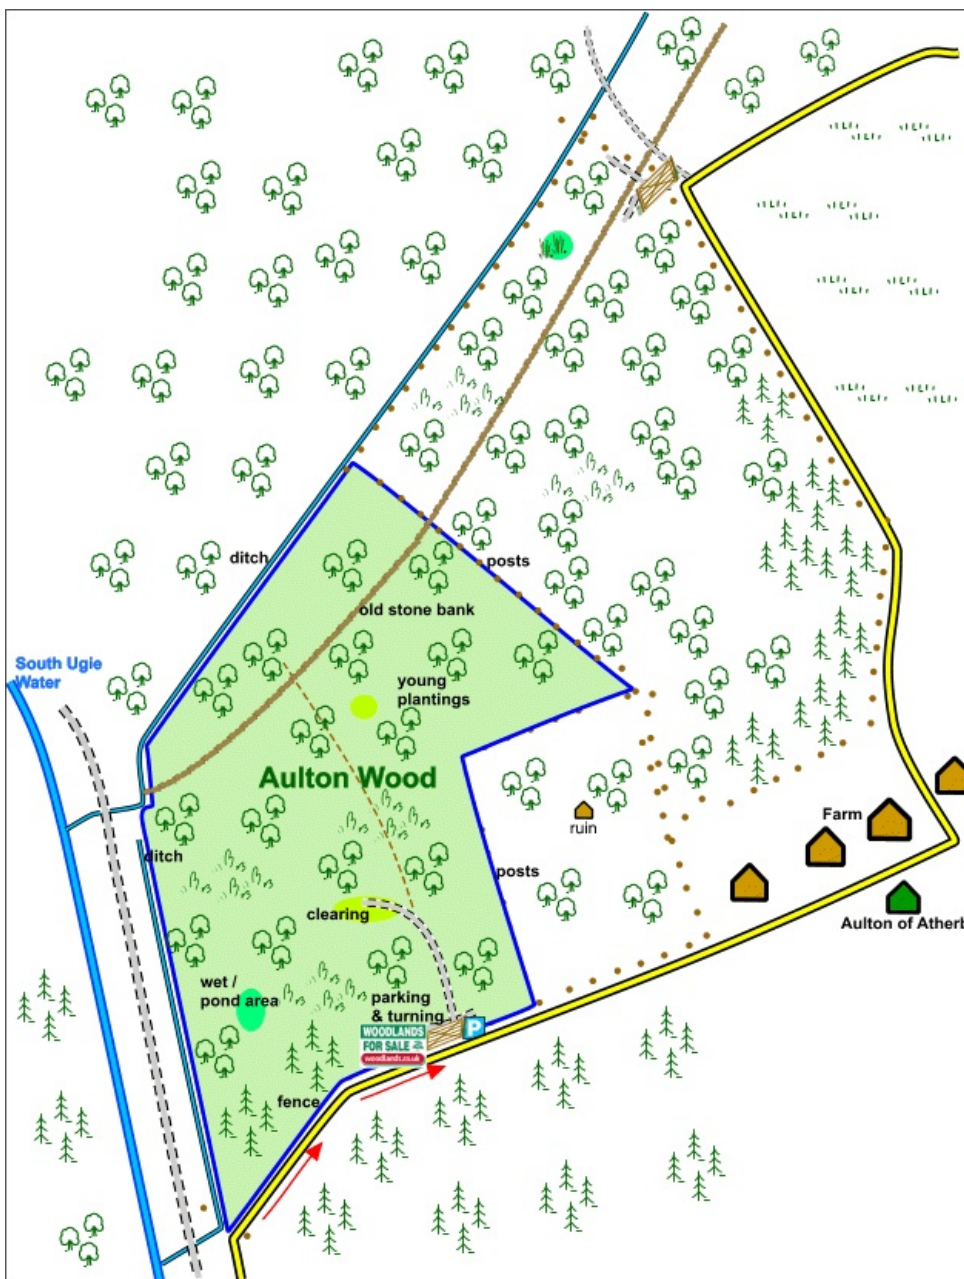 ditch
posts
old stone bank
South Ugie
Water
young
plantings
Aulton Wood
Farm
ruin
ditch
posts
clearing
Aulton of Atherb
wet /
pond area
parking
& turning
P
WOODLANDS
FOR SALE
woodlands.co.uk
fence